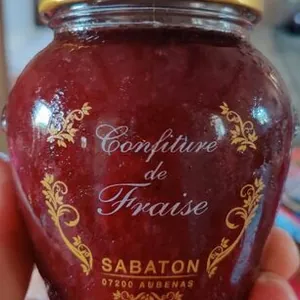 Confiture
de
Fraise
SABATON
07200 AUBENAS